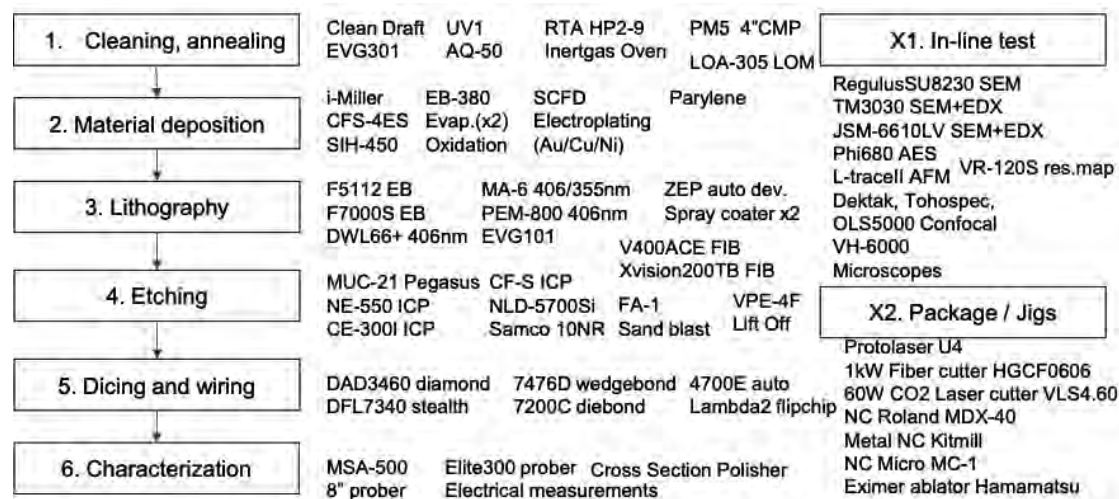 1. Cleaning, annealing
Clean Draft UV1 RTA HP2-9 PM5 4"CMP
EVG301 AQ-50 Inertgas Oven
LOA-305 LOM
2. Material deposition
i-Miller EB-380 SCFD Parylene
CFS-4ES Evap.(x2) Electroplating
SIH-450 Oxidation (Au/Cu/Ni)
3. Lithography
F5112 EB MA-6 406/355nm ZEP auto dev.
F7000S EB PEM-800 406nm Spray coater x2
DWL66+ 406nm EVG101
V400ACE FIB
Xvision200TB FIB
4. Etching
MUC-21 Pegasus CF-S ICP
NE-550 ICP NLD-5700Si FA-1 VPE-4F
CE-300I ICP Samco 10NR Sand blast Lift Off
5. Dicing and wiring
DAD3460 diamond 7476D wedgebond 4700E auto
DFL7340 stealth 7200C diebond Lambda2 flipchip
6. Characterization
MSA-500 Elite300 prober Cross Section Polisher
8" prober Electrical measurements
X1. In-line test
RegulusSU8230 SEM
TM3030 SEM+EDX
JSM-6610LV SEM+EDX
Phi680 AES
L-tracell AFM VR-120S res.map
Dektak, Tohospec,
OLS5000 Confocal
VH-6000
Microscopes
X2. Package / Jigs
Protolaser U4
1kW Fiber cutter HGCF0606
60W CO2 Laser cutter VLS4.60
NC Roland MDX-40
Metal NC Kitmill
NC Micro MC-1
Eximer ablator Hamamatsu